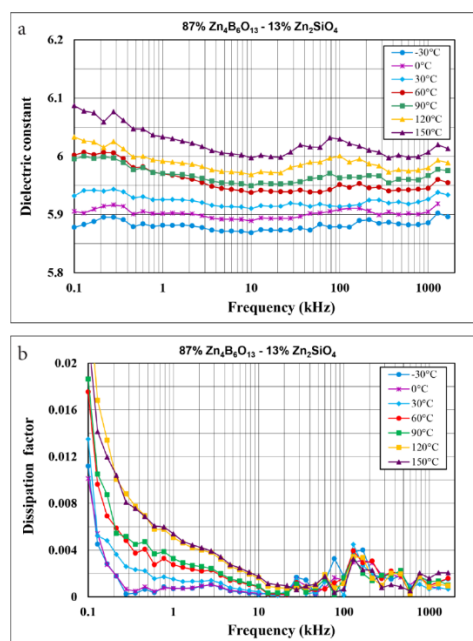 a
87% Zn₄B₆O₁₃ - 13% Zn₂SiO₄
6.2
6.1
6
5.9
5.8
Dielectric constant
-30°C
0°C
30°C
60°C
90°C
120°C
150°C
0.1
1
10
100
1000
Frequency (kHz)
b
87% Zn₄B₆O₁₃ - 13% Zn₂SiO₄
0.02
0.016
0.012
0.008
0.004
0
Dissipation factor
-30°C
0°C
30°C
60°C
90°C
120°C
150°C
0.1
1
10
100
1000
Frequency (kHz)